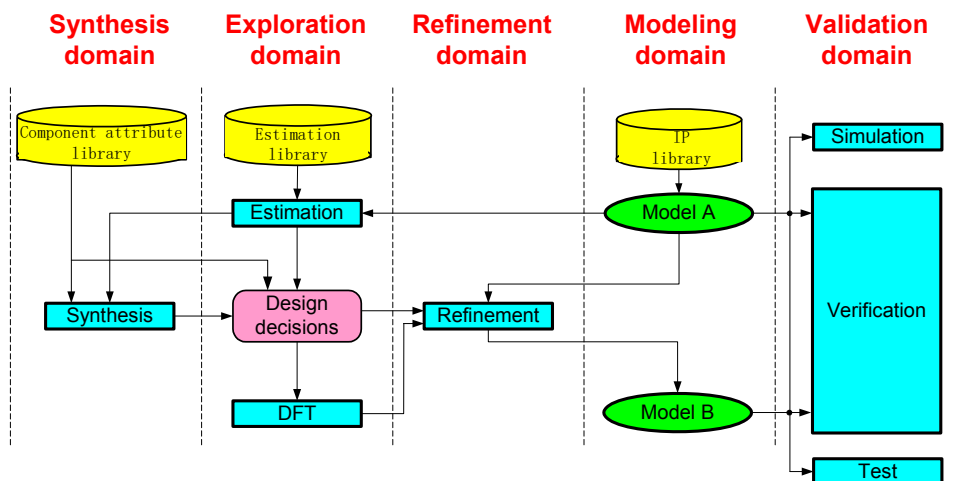 Synthesis
domain
Exploration
domain
Refinement
domain
Modeling
domain
Validation
domain
Component attribute
library
Estimation
library
IP
library
Simulation
Estimation
Model A
Synthesis
Design
decisions
Refinement
Verification
DFT
Model B
Test